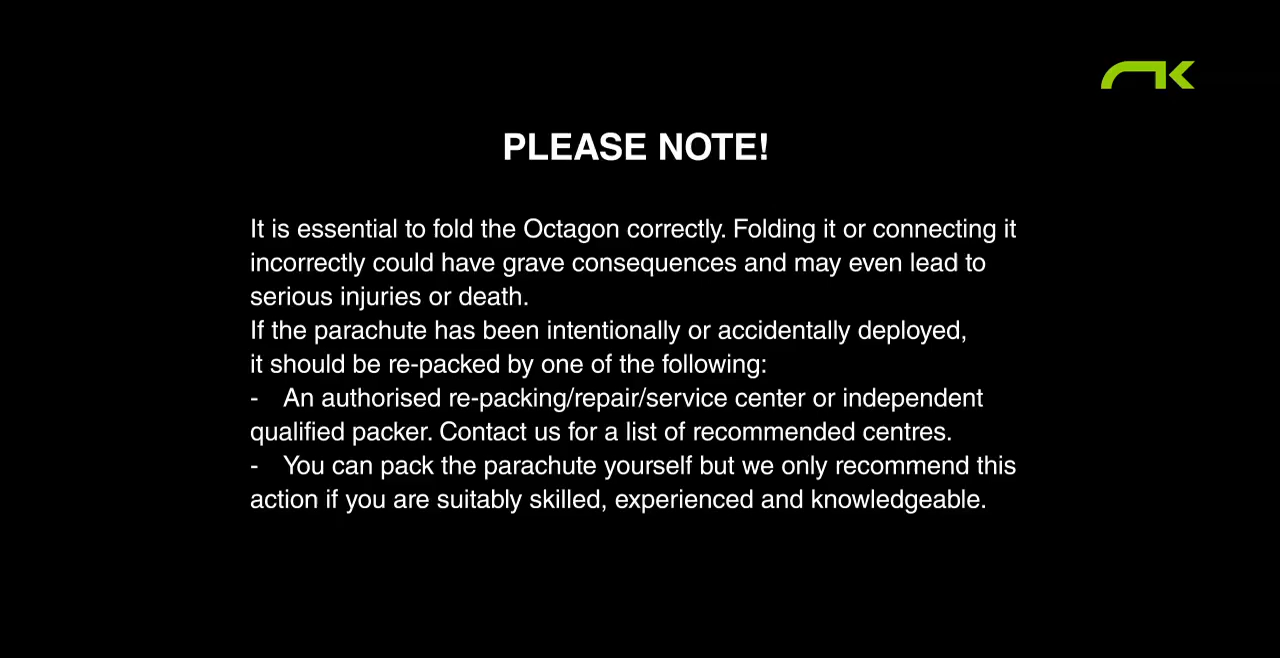 PLEASE NOTE!
It is essential to fold the Octagon correctly. Folding it or connecting it
incorrectly could have grave consequences and may even lead to
serious injuries or death.
If the parachute has been intentionally or accidentally deployed,
it should be re-packed by one of the following:
- An authorised re-packing/repair/service center or independent
qualified packer. Contact us for a list of recommended centres.
- You can pack the parachute yourself but we only recommend this
action if you are suitably skilled, experienced and knowledgeable.